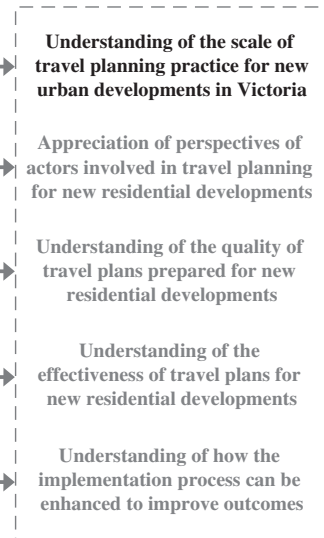 Understanding of the scale of
travel planning practice for new
urban developments in Victoria
Appreciation of perspectives of
actors involved in travel planning
for new residential developments
Understanding of the quality of
travel plans prepared for new
residential developments
Understanding of the
effectiveness of travel plans for
new residential developments
Understanding of how the
implementation process can be
enhanced to improve outcomes